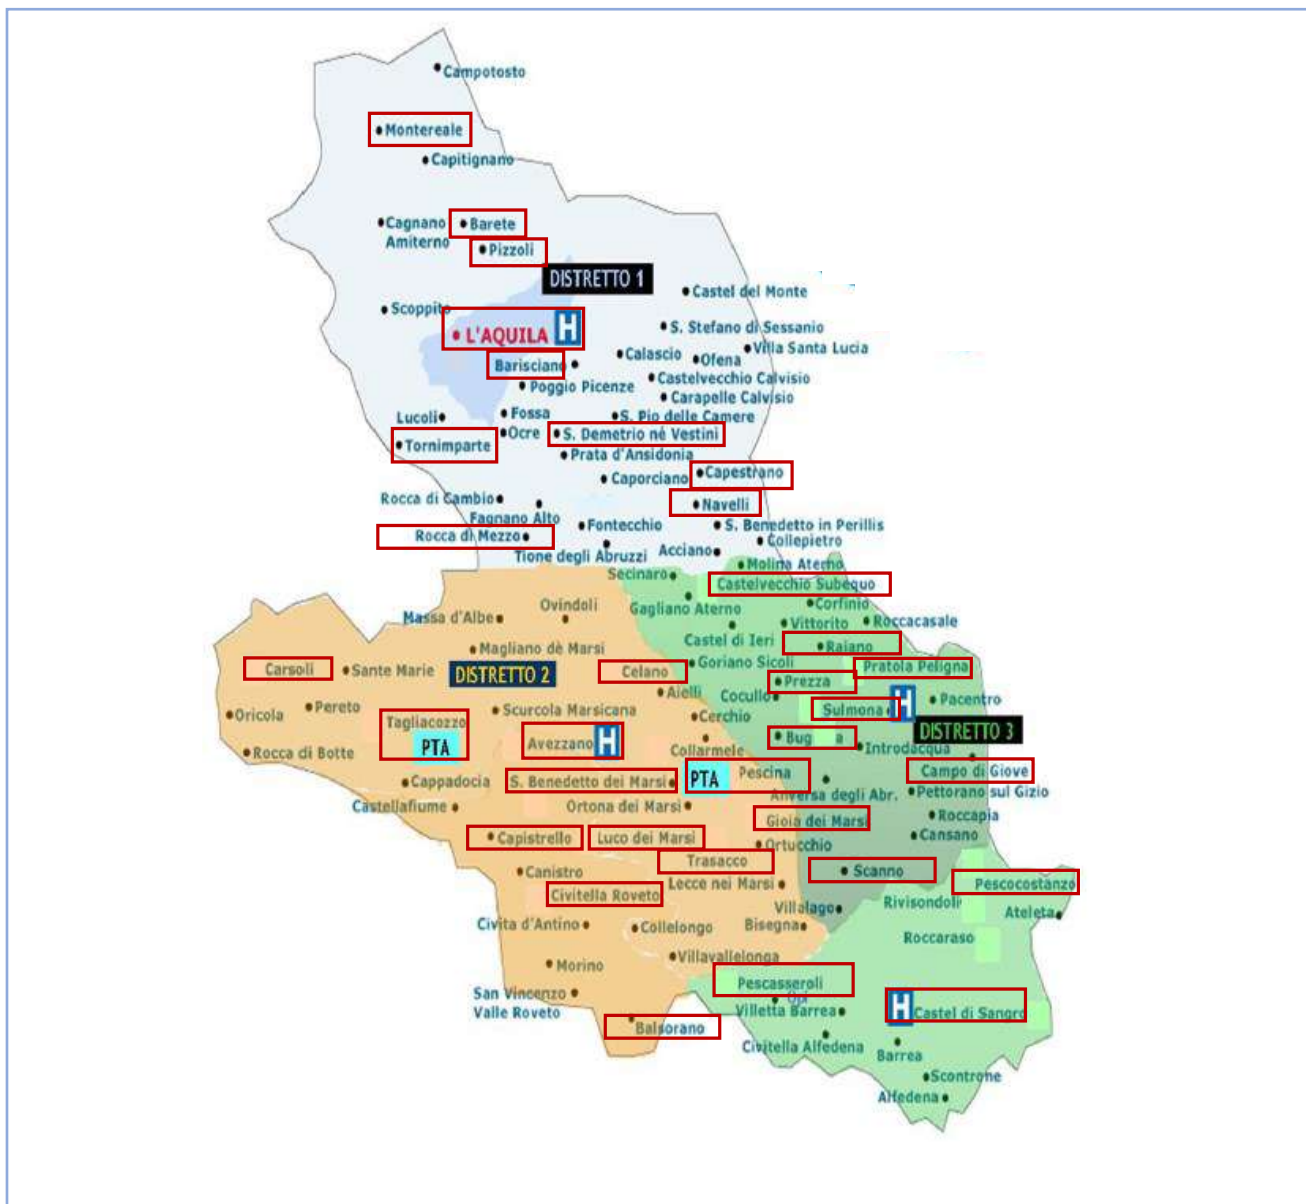 Campotosto
Montereale
Capitignano
Cagnano
Amiterno
Barete
Pizzoli
DISTRETTO 1
Castel del Monte
Scoppito
L'AQUILA H
S. Stefano di Sessanio
Villa Santa Lucia
Calascio
Ofena
Barisciano
Castelvecchio Calvisio
Poggio Picenze
Carapelle Calvisio
Lucoli
Fossa
S. Pio delle Camere
Ocre
S. Demetrio né Vestini
Tornimparte
Prata d'Ansidonia
Caporciano
Capestrano
Rocca di Cambio
Navelli
Fagnano Alto
Fontecchio
S. Benedetto in Perillis
Rocca di Mezzo
Collepietro
Tione degli Abruzzi
Acciano
Molina Aterno
Secinaro
Castelvecchio Subequo
Gagliano Aterno
Corfinio
Ovindoli
Massa d'Albe
Vittorito
Roccacasale
Castel di Ieri
Raiano
Magliano dè Marsi
Goriano Sicoli
Pratola Peligna
Carsoli
Sante Marie
DISTRETTO 2
Celano
Prezza
Aielli
Cocullo
Pacentro
Oricola
Pereto
Scurcola Marsicana
Cerchio
Sulmona H
Tagliacozzo
PTA
DISTRETTO 3
Avezzano H
Bug a
Introdacqua
Rocca di Botte
Collarmele
Campo di Giove
PTA Pescina
Cappadocia
S. Benedetto dei Marsi
Anversa degli Abr.
Pettorano sul Gizio
Castellafiume
Ortona dei Marsi
Gioia dei Marsi
Roccapia
Capistrello
Luco dei Marsi
Ortucchio
Cansano
Trasacco
Canistro
Scanno
Lecce nei Marsi
Pescocostanzo
Civitella Roveto
Rivisondoli
Villalago
Ateleta
Civita d'Antino
Collelongo
Bisegna
Roccaraso
Villavallelonga
Morino
Pescasseroli
Opi
San Vincenzo
Valle Roveto
Villetta Barrea
H Castel di Sangro
Balsorano
Civitella Alfedena
Barrea
Scontrone
Alfedena